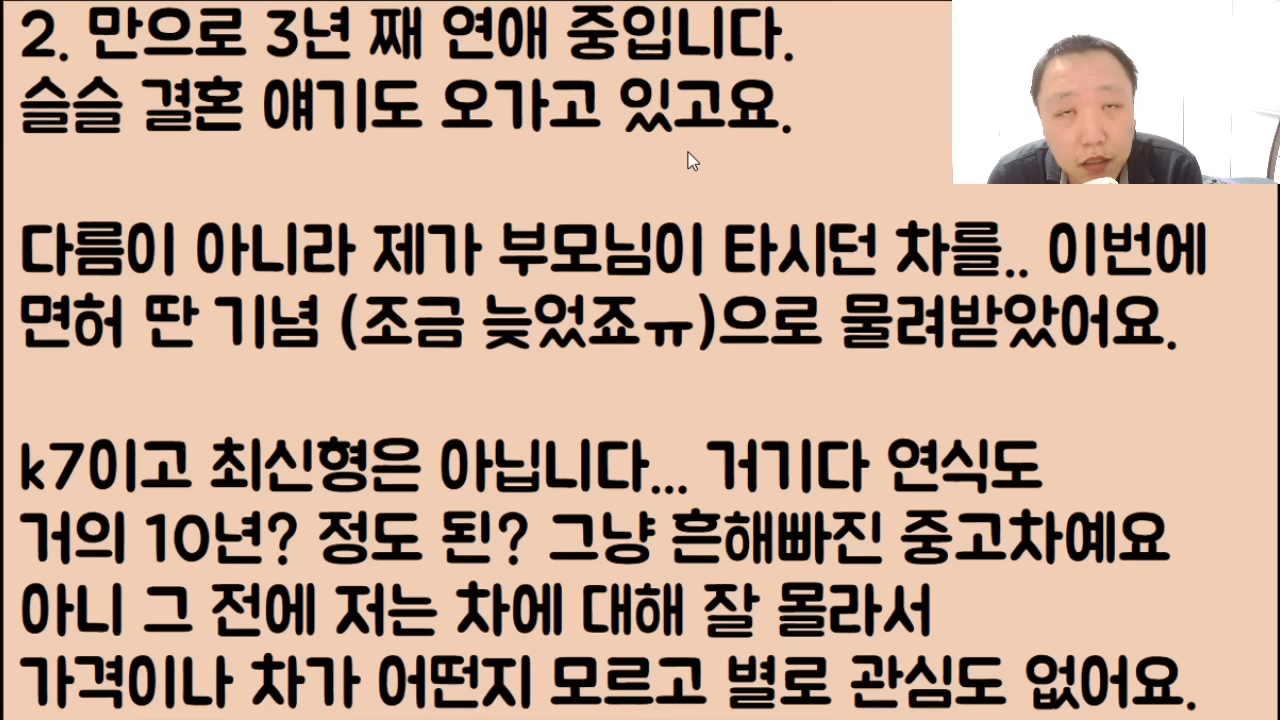 2. 만으로 3년 째 연애 중입니다.
슬슬 결혼 얘기도 오가고 있고요.
다름이 아니라 제가 부모님이 타시던 차를.. 이번에
면허 딴 기념 (조금 늦었죠ㅠ)으로 물려받았어요.
k7이고 최신형은 아닙니다... 거기다 연식도
거의 10년? 정도 된? 그냥 흔해빠진 중고차예요
아니 그 전에 저는 차에 대해 잘 몰라서
가격이나 차가 어떤지 모르고 별로 관심도 없어요.